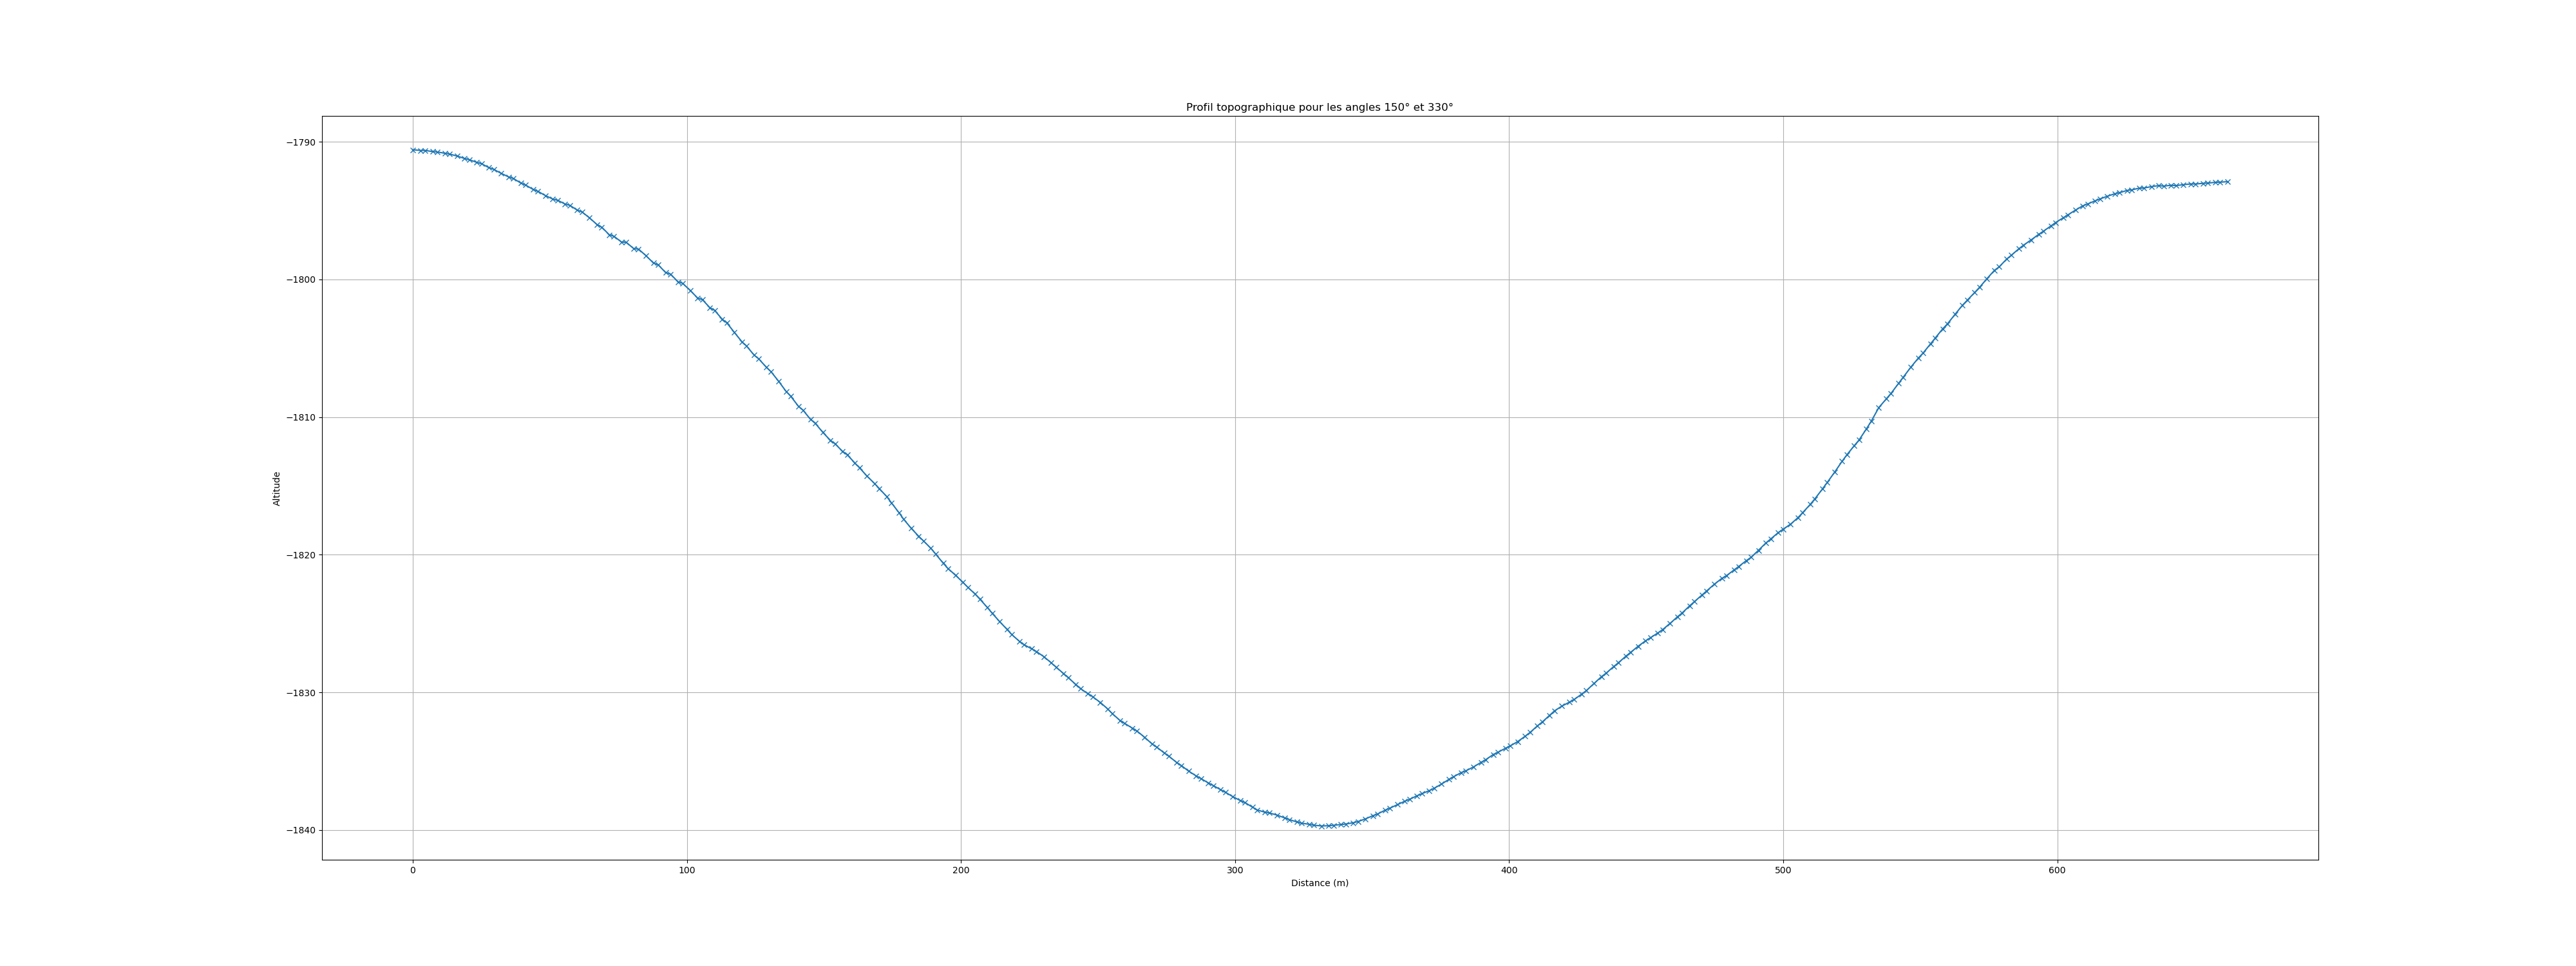 Profil topographique pour les angles 150° et 330°
−1790
−1800
−1810
−1820
−1830
−1840
Altitude
0 100 200 300 400 500 600
Distance (m)